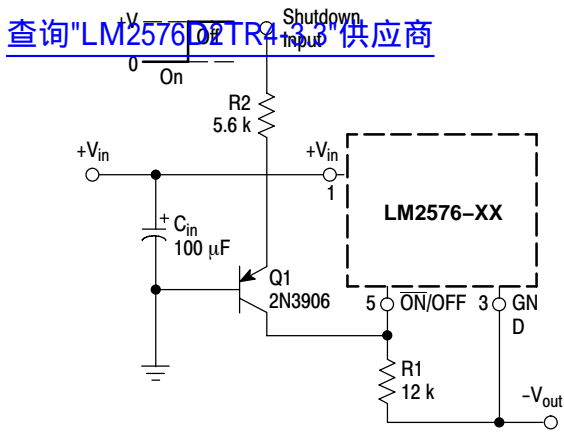 +V
Shutdown
Input
Off
查询"LM2576D2TR4-3.3"供应商
0
On
R2
5.6 k
+Vin
+Vin
1
LM2576–XX
+
Cin
100 μF
Q1
2N3906
5
ON/OFF
3
GN
D
R1
12 k
–Vout